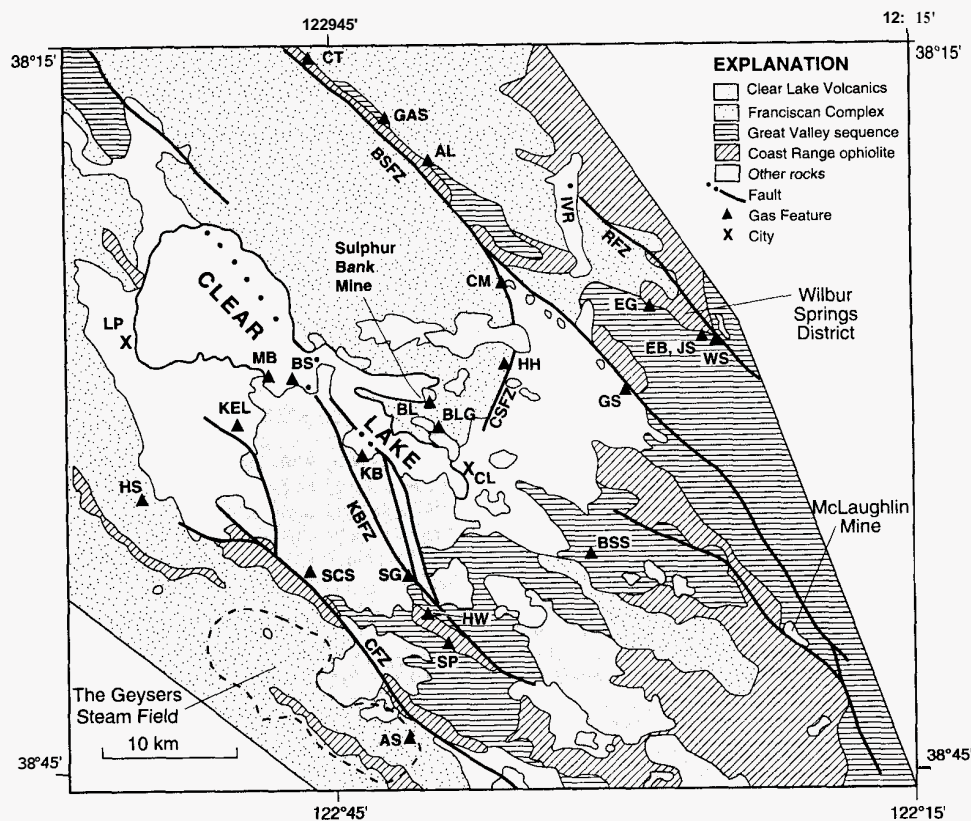 122945'
12: 15'
38°15'
38°15'
CT
EXPLANATION
Clear Lake Volcanics
Franciscan Complex
Great Valley sequence
Coast Range ophiolite
Other rocks
Fault
Gas Feature
X City
GAS
AL
BSFZ
IVR
RFZ
Sulphur
Bank
Mine
CLEAR
CM
EG
Wilbur
Springs
District
LP
X
EB, JS
WS
MB
BS
HH
CSFZ
GS
BL
BLG
KEL
LAKE
KB
X
CL
HS
KBFZ
McLaughlin
Mine
BSS
SCS
SG
HW
CFZ
SP
The Geysers
Steam Field
10 km
AS
38°45'
38°45'
122°45'
122°15'